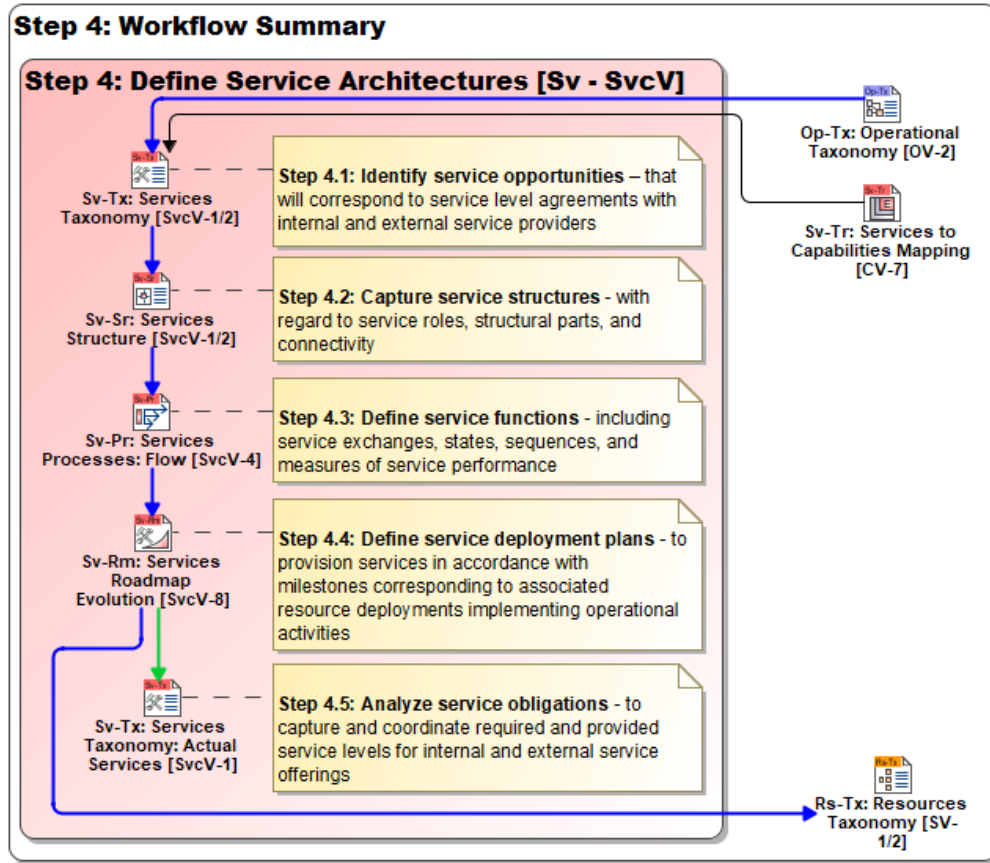 Step 4: Workflow Summary
Step 4: Define Service Architectures [Sv - SvcV]
Op-Tx
Op-Tx: Operational
Taxonomy [OV-2]
Sv-Tr
Sv-Tr: Services to
Capabilities Mapping
[CV-7]
Sv-Tx
Sv-Tx: Services
Taxonomy [SvcV-1/2]
Step 4.1: Identify service opportunities – that
will correspond to service level agreements with
internal and external service providers
Sv-Sr
Sv-Sr: Services
Structure [SvcV-1/2]
Step 4.2: Capture service structures - with
regard to service roles, structural parts, and
connectivity
Sv-Pr
Sv-Pr: Services
Processes: Flow [SvcV-4]
Step 4.3: Define service functions - including
service exchanges, states, sequences, and
measures of service performance
Sv-Rm
Sv-Rm: Services
Roadmap
Evolution [SvcV-8]
Step 4.4: Define service deployment plans - to
provision services in accordance with
milestones corresponding to associated
resource deployments implementing operational
activities
Sv-Tx
Sv-Tx: Services
Taxonomy: Actual
Services [SvcV-1]
Step 4.5: Analyze service obligations - to
capture and coordinate required and provided
service levels for internal and external service
offerings
Rs-Tx
Rs-Tx: Resources
Taxonomy [SV-
1/2]